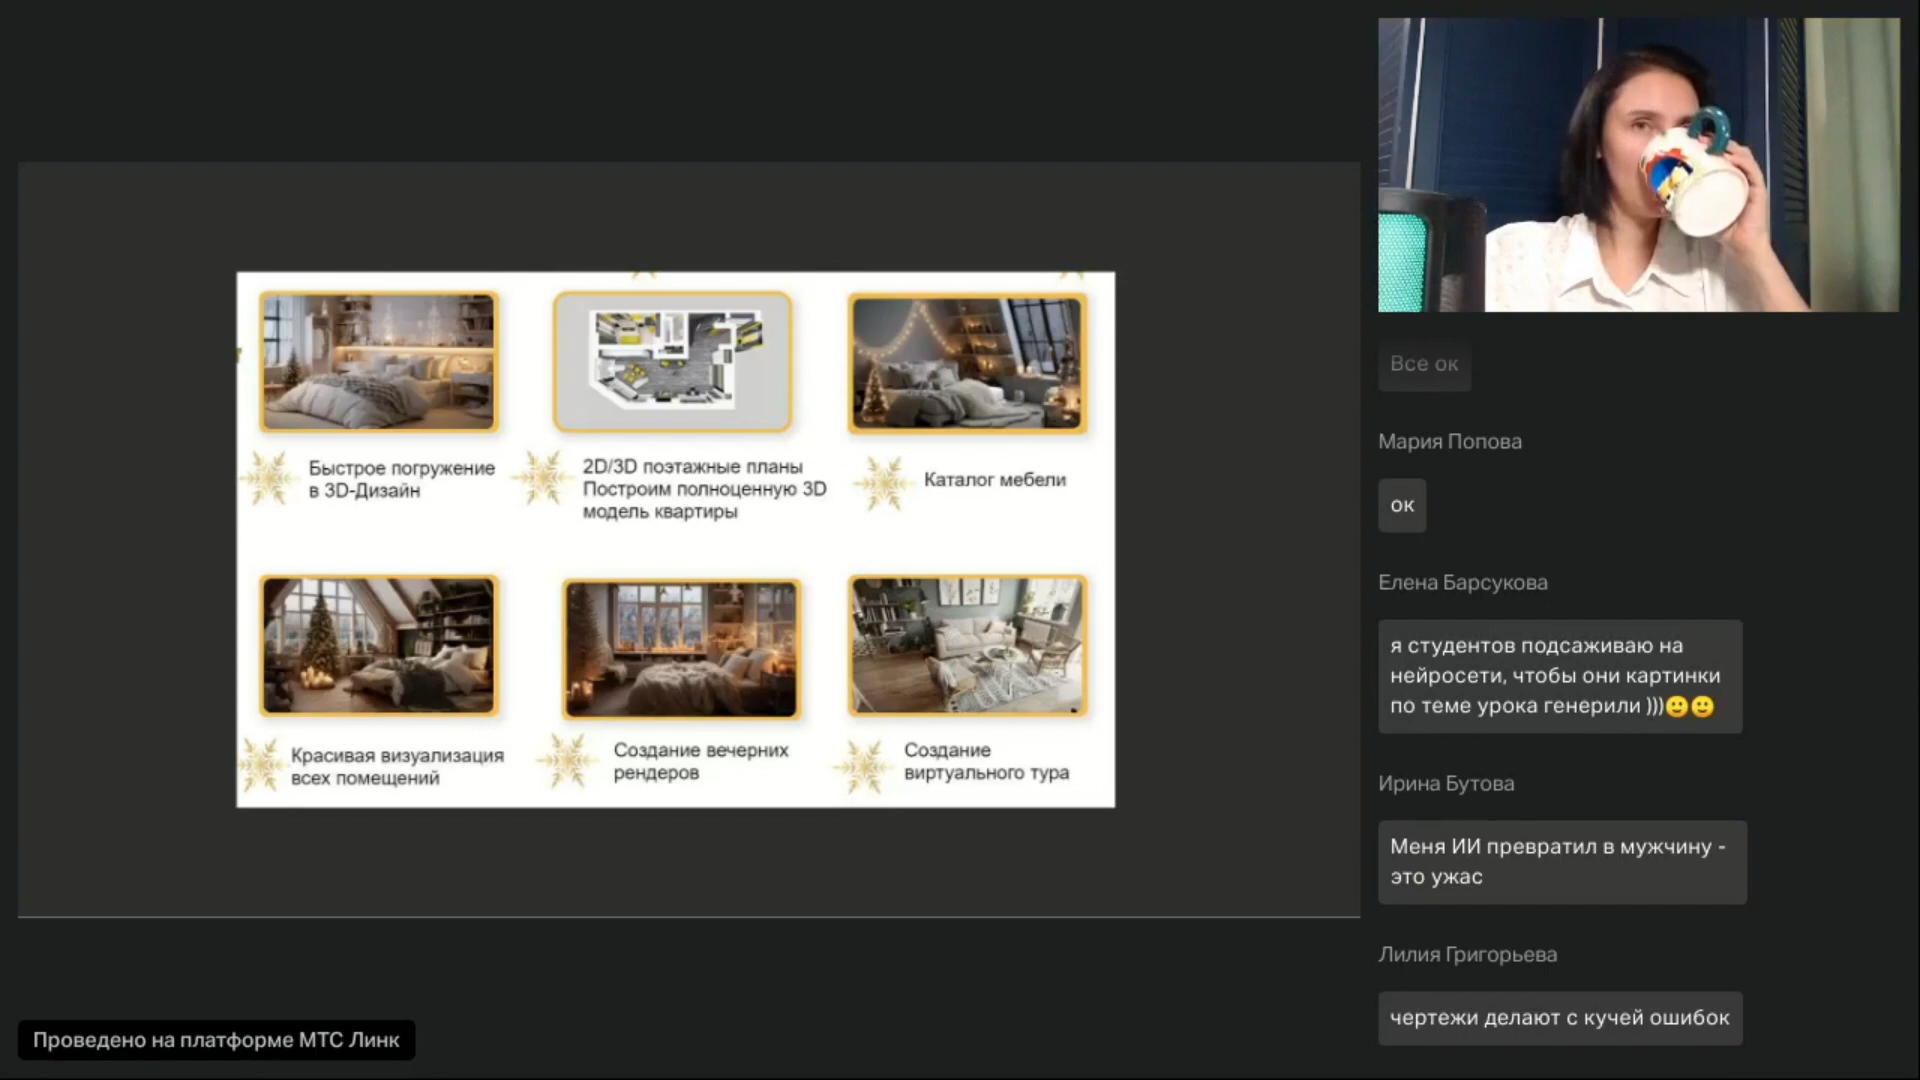 Быстрое погружение
в 3D-Дизайн
2D/3D поэтажные планы
Построим полноценную 3D
модель квартиры
Каталог мебели
Красивая визуализация
всех помещений
Создание вечерних
рендеров
Создание
виртуального тура
Проведено на платформе МТС Линк
Все ок
Мария Попова
ок
Елена Барсукова
я студентов подсаживаю на
нейросети, чтобы они картинки
по теме урока генерили )))🙂🙂
Ирина Бутова
Меня ИИ превратил в мужчину -
это ужас
Лилия Григорьева
чертежи делают с кучей ошибок